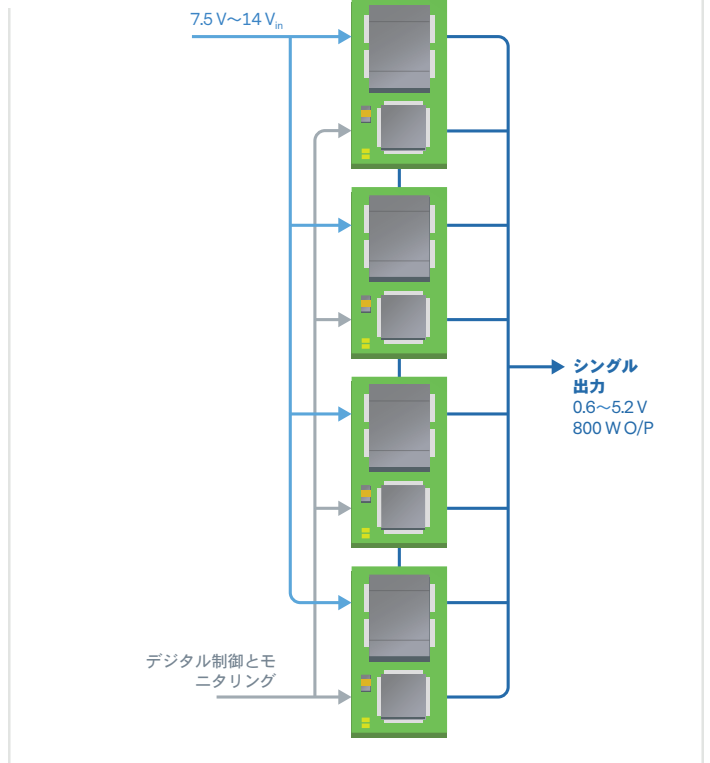 7.5 V～14 Vin
シングル
出力
0.6～5.2 V
800 W O/P
デジタル制御とモ
ニタリング